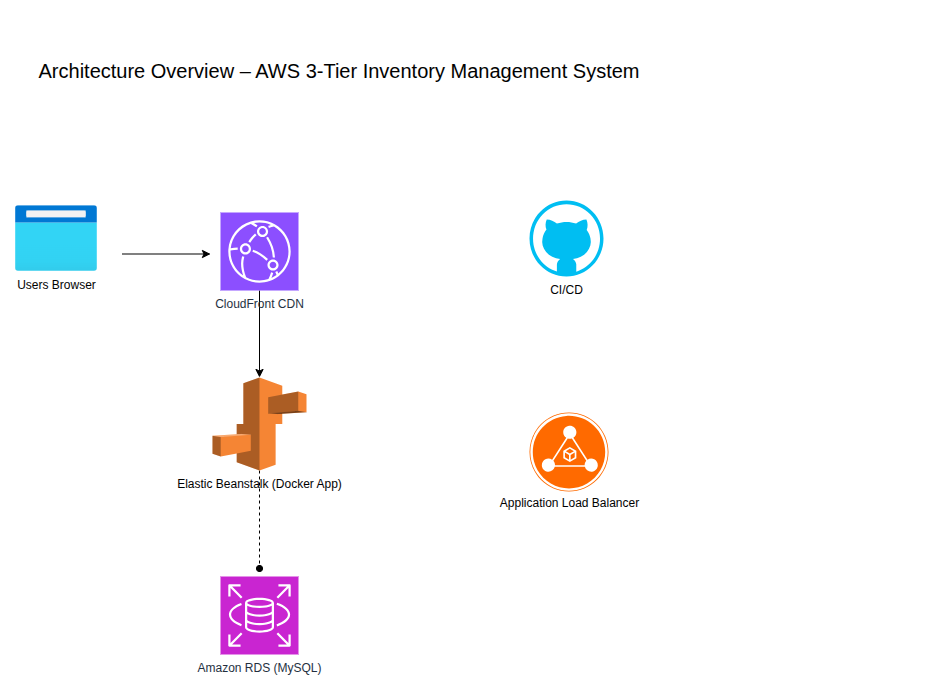 Architecture Overview – AWS 3-Tier Inventory Management System
Users Browser
CloudFront CDN
CI/CD
Elastic Beanstalk (Docker App)
Application Load Balancer
Amazon RDS (MySQL)